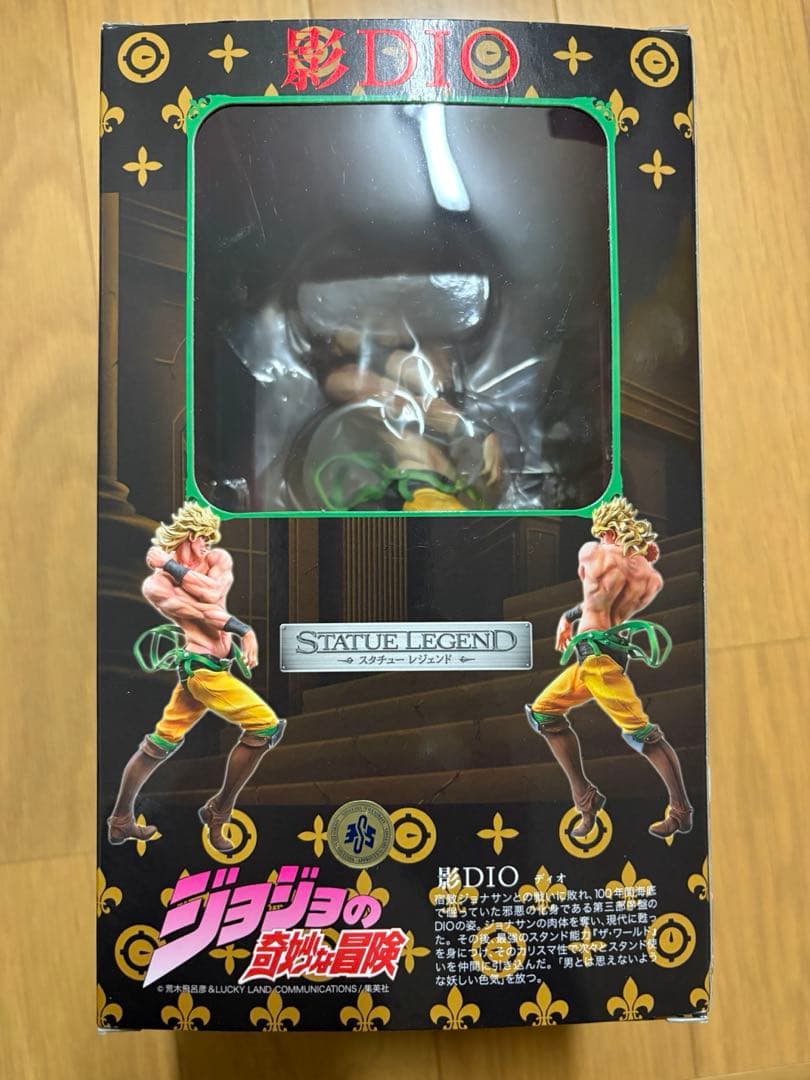 影DIO
STATUE LEGEND
スタチュー レジェンド
影DIO ディオ
宿敵ジョナサンとの戦いに敗れ、100年間海底
で眠っていた邪悪の化身である第三部序盤の
DIOの姿。ジョナサンの肉体を奪い、現代に甦っ
た。その後、最強のスタンド能力『ザ・ワールド』
を身につけ、そのカリスマ性で次々とスタンド使
いを仲間に引き込んだ。「男とは思えないよう
な妖しい色気」を放つ。
ジョジョの
奇妙な冒険
©荒木飛呂彦&LUCKY LAND COMMUNICATIONS/集英社